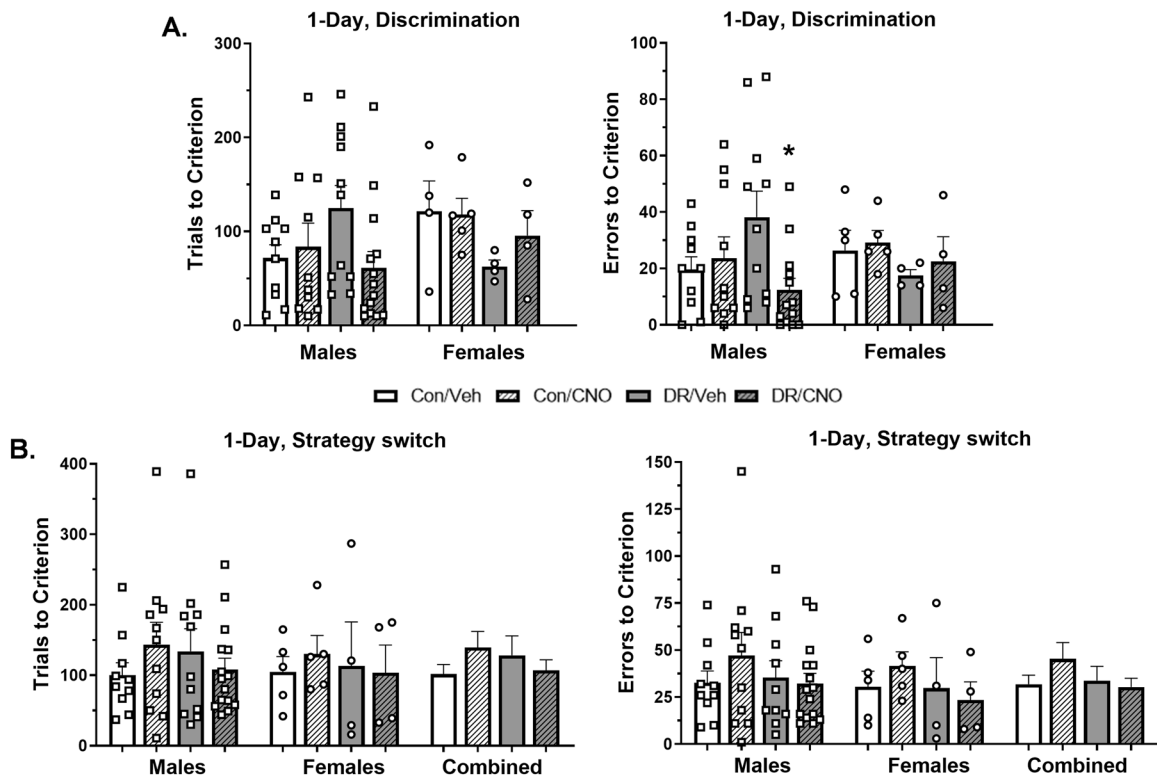 A.
1-Day, Discrimination
Trials to Criterion
300
200
100
0
Males
Females
1-Day, Discrimination
Errors to Criterion
100
80
60
40
20
0
*
Males
Females
Con/Veh Con/CNO DR/Veh DR/CNO
B.
1-Day, Strategy switch
Trials to Criterion
400
300
200
100
0
Males
Females
Combined
1-Day, Strategy switch
Errors to Criterion
150
125
100
75
50
25
0
Males
Females
Combined